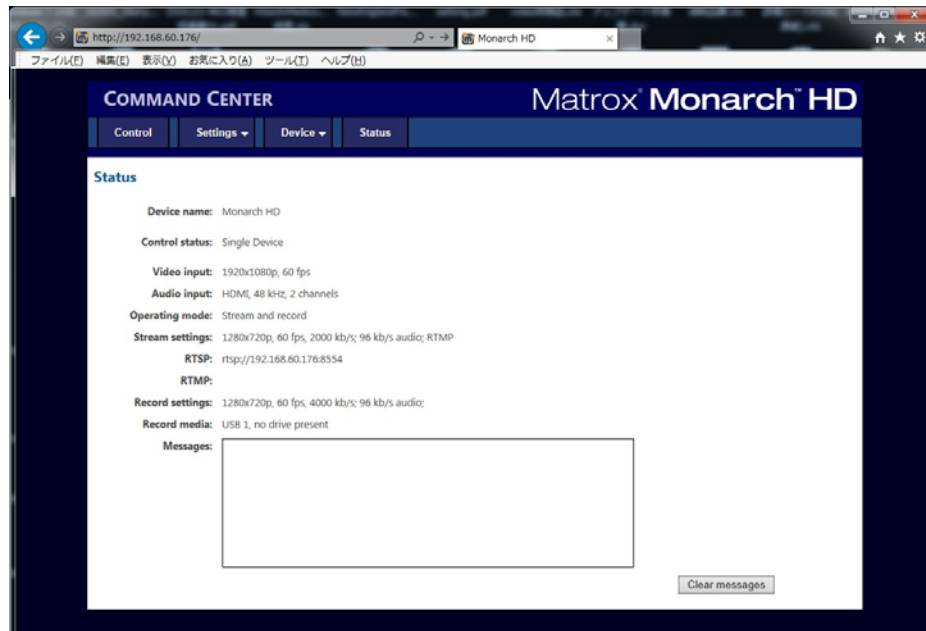 http://192.168.60.176/
Monarch HD
ファイル(F) 編集(E) 表示(V) お気に入り(A) ツール(T) ヘルプ(H)
COMMAND CENTER
Matrox® Monarch™ HD
Control Settings Device Status
Status
Device name: Monarch HD
Control status: Single Device
Video input: 1920x1080p, 60 fps
Audio input: HDMI, 48 kHz, 2 channels
Operating mode: Stream and record
Stream settings: 1280x720p, 60 fps, 2000 kb/s; 96 kb/s audio; RTMP
RTSP: rtsp://192.168.60.176:8554
RTMP:
Record settings: 1280x720p, 60 fps, 4000 kb/s; 96 kb/s audio;
Record media: USB 1, no drive present
Messages:
Clear messages